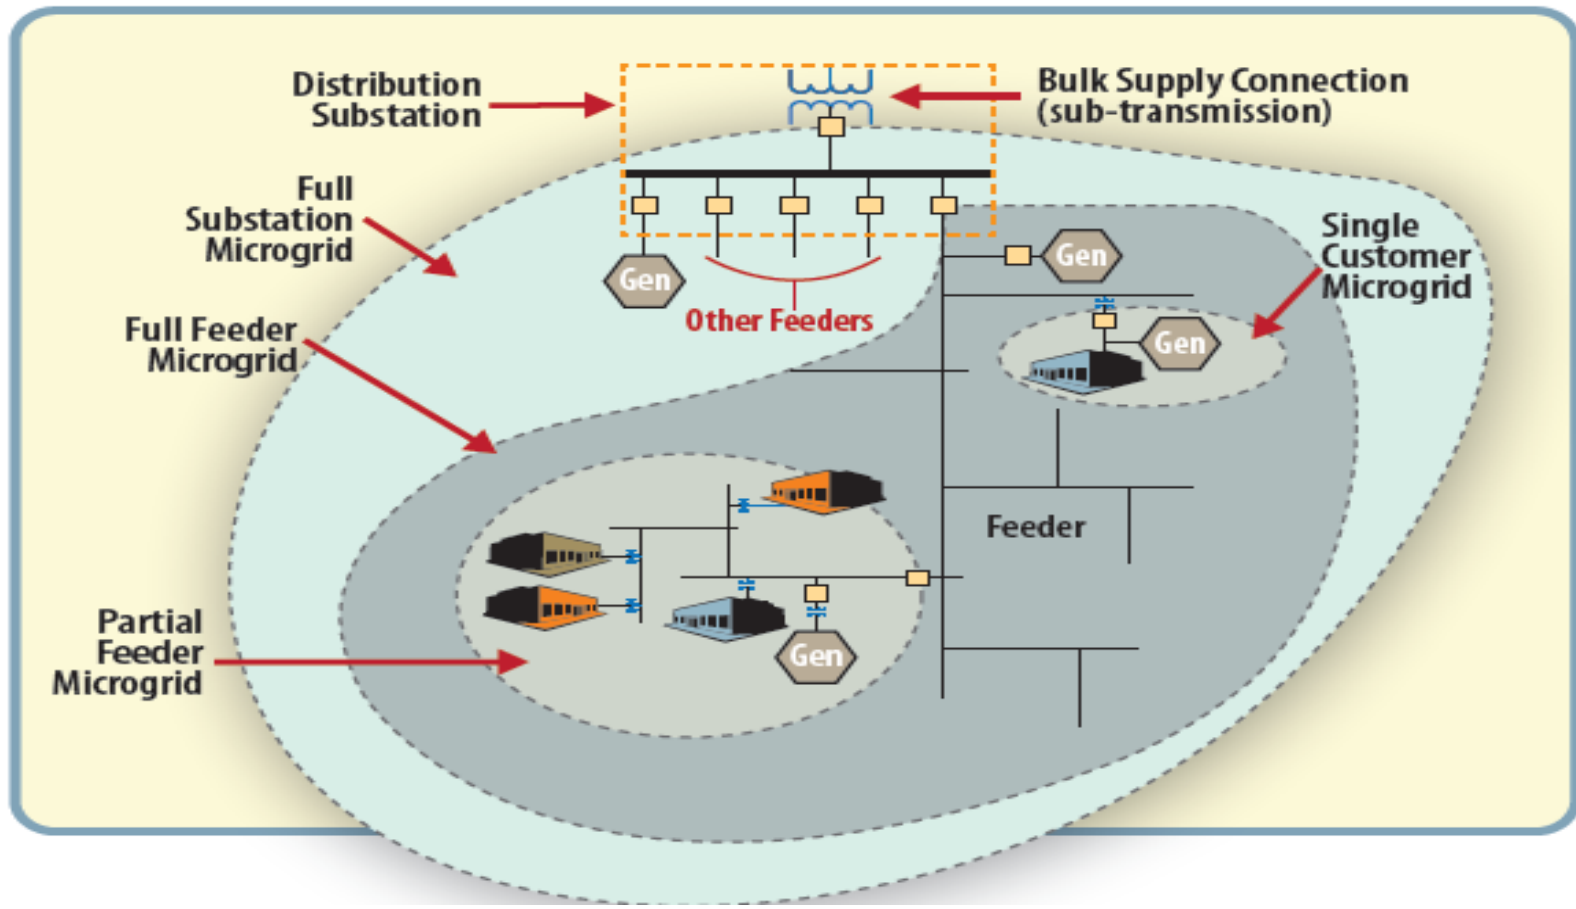 Distribution
Substation
Bulk Supply Connection
(sub-transmission)
Full
Substation
Microgrid
Single
Customer
Microgrid
Gen
Gen
Other Feeders
Full Feeder
Microgrid
Gen
Feeder
Partial
Feeder
Microgrid
Gen